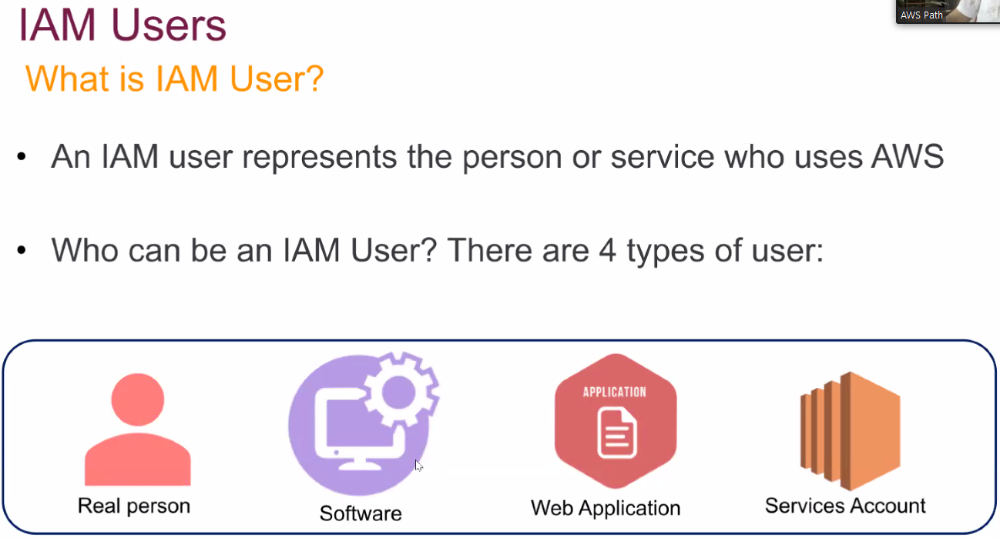 AWS Path
IAM Users
What is IAM User?
• An IAM user represents the person or service who uses AWS
• Who can be an IAM User? There are 4 types of user:
APPLICATION
Real person
Software
Web Application
Services Account